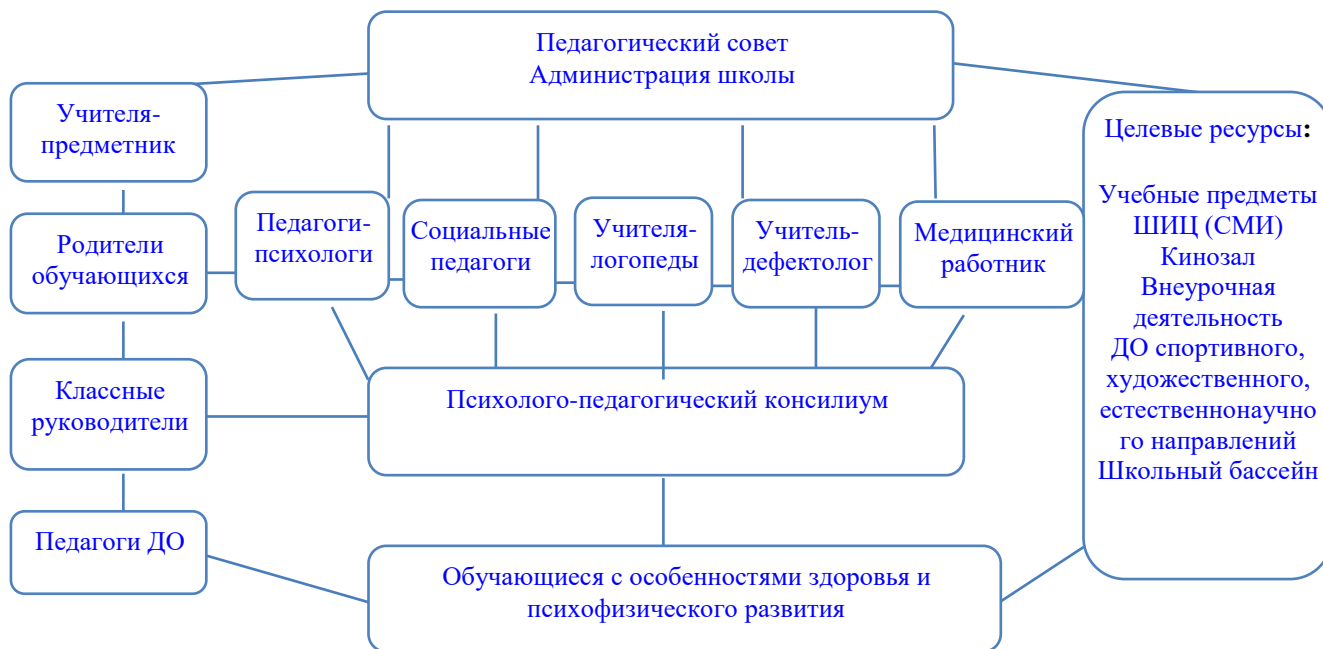 Педагогический совет
Администрация школы
Учителя-
предметник
Родители
обучающихся
Классные
руководители
Педагоги ДО
Педагоги-
психологи
Социальные
педагоги
Учителя-
логопеды
Учитель-
дефектолог
Медицинский
работник
Психолого-педагогический консилиум
Обучающиеся с особенностями здоровья и
психофизического развития
Целевые ресурсы:
Учебные предметы
ШИЦ (СМИ)
Кинозал
Внеурочная
деятельность
ДО спортивного,
художественного,
естественнонаучно
го направлений
Школьный бассейн